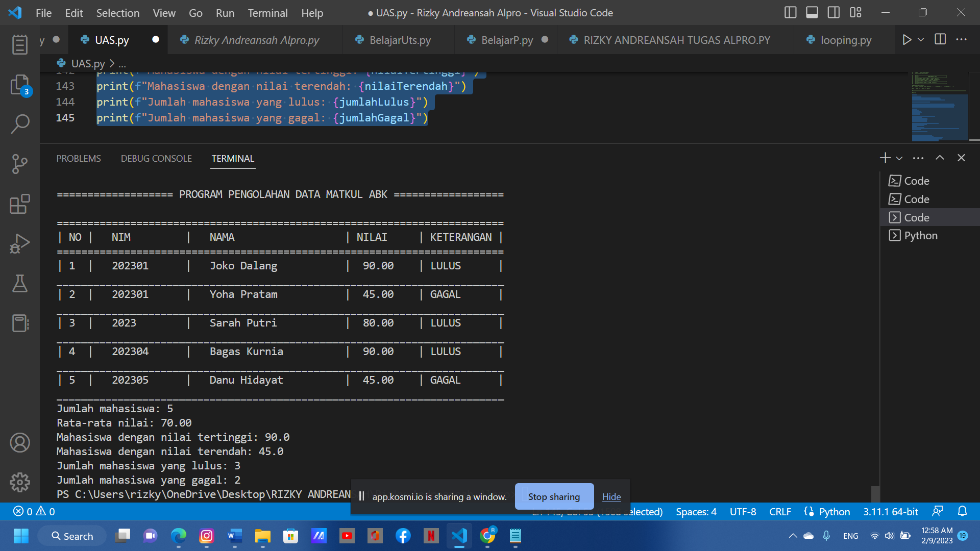 File Edit Selection View Go Run Terminal Help ● UAS.py - Rizky Andreansah Alpro - Visual Studio Code
y UAS.py Rizky Andreansah Alpro.py BelajarUts.py BelajarP.py RIZKY ANDREANSAH TUGAS ALPRO.PY looping.py
UAS.py > ...
143 print(f"Mahasiswa dengan nilai terendah: {nilaiTerendah}")
144 print(f"Jumlah mahasiswa yang lulus: {jumlahLulus}")
145 print(f"Jumlah mahasiswa yang gagal: {jumlahGagal}")
3
PROBLEMS DEBUG CONSOLE TERMINAL
=================== PROGRAM PENGOLAHAN DATA MATKUL ABK ==================
| NO | NIM | NAMA | NILAI | KETERANGAN |
| 1 | 202301 | Joko Dalang | 90.00 | LULUS |
| 2 | 202301 | Yoha Pratam | 45.00 | GAGAL |
| 3 | 2023 | Sarah Putri | 80.00 | LULUS |
| 4 | 202304 | Bagas Kurnia | 90.00 | LULUS |
| 5 | 202305 | Danu Hidayat | 45.00 | GAGAL |
Jumlah mahasiswa: 5
Rata-rata nilai: 70.00
Mahasiswa dengan nilai tertinggi: 90.0
Mahasiswa dengan nilai terendah: 45.0
Jumlah mahasiswa yang lulus: 3
Jumlah mahasiswa yang gagal: 2
PS C:\Users\rizky\OneDrive\Desktop\RIZKY ANDREAN
Code
Code
Code
Python
app.kosmi.io is sharing a window. Stop sharing Hide
0 0 Spaces: 4 UTF-8 CRLF Python 3.11.1 64-bit
Search
ENG
12:58 AM
2/9/2023